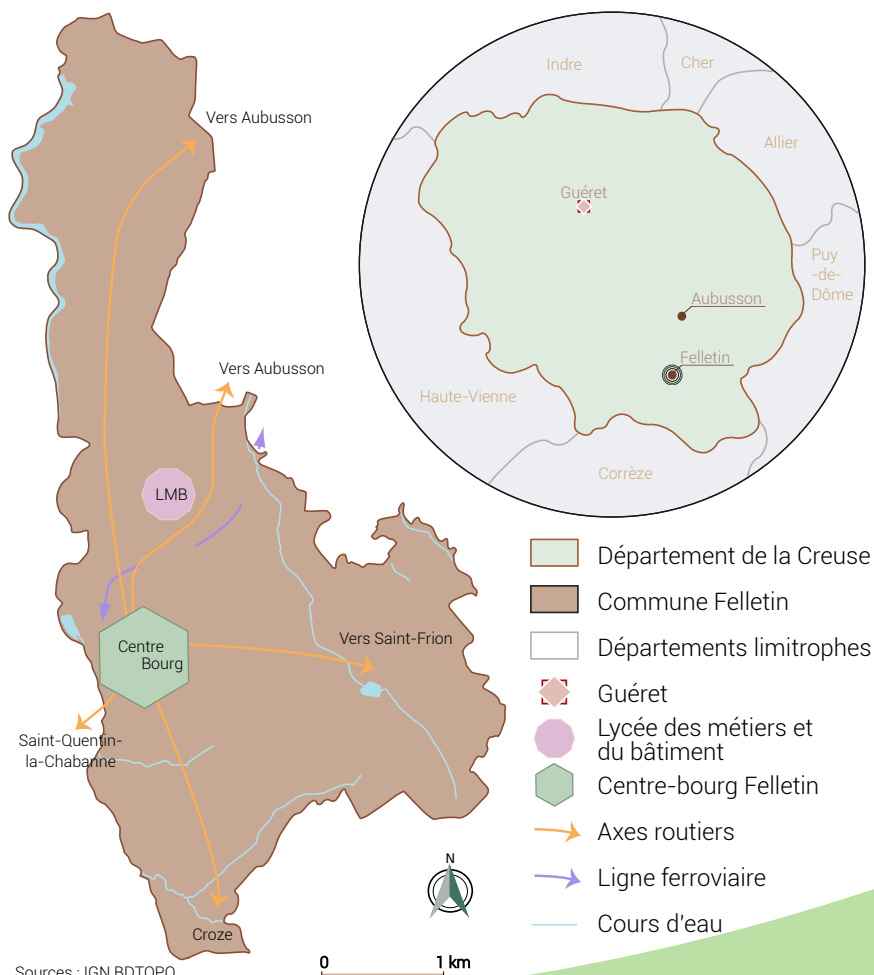 Vers Aubusson
Vers Aubusson
LMB
Centre
Bourg
Vers Saint-Frion
Saint-Quentin-
la-Chabanne
Croze
Sources : IGN BDTOPO
0 1 km
N
Indre
Cher
Allier
Guéret
Puy
-de-
Dôme
Aubusson
Felletin
Haute-Vienne
Corrèze
Département de la Creuse
Commune Felletin
Départements limitrophes
Guéret
Lycée des métiers et
du bâtiment
Centre-bourg Felletin
Axes routiers
Ligne ferroviaire
Cours d'eau